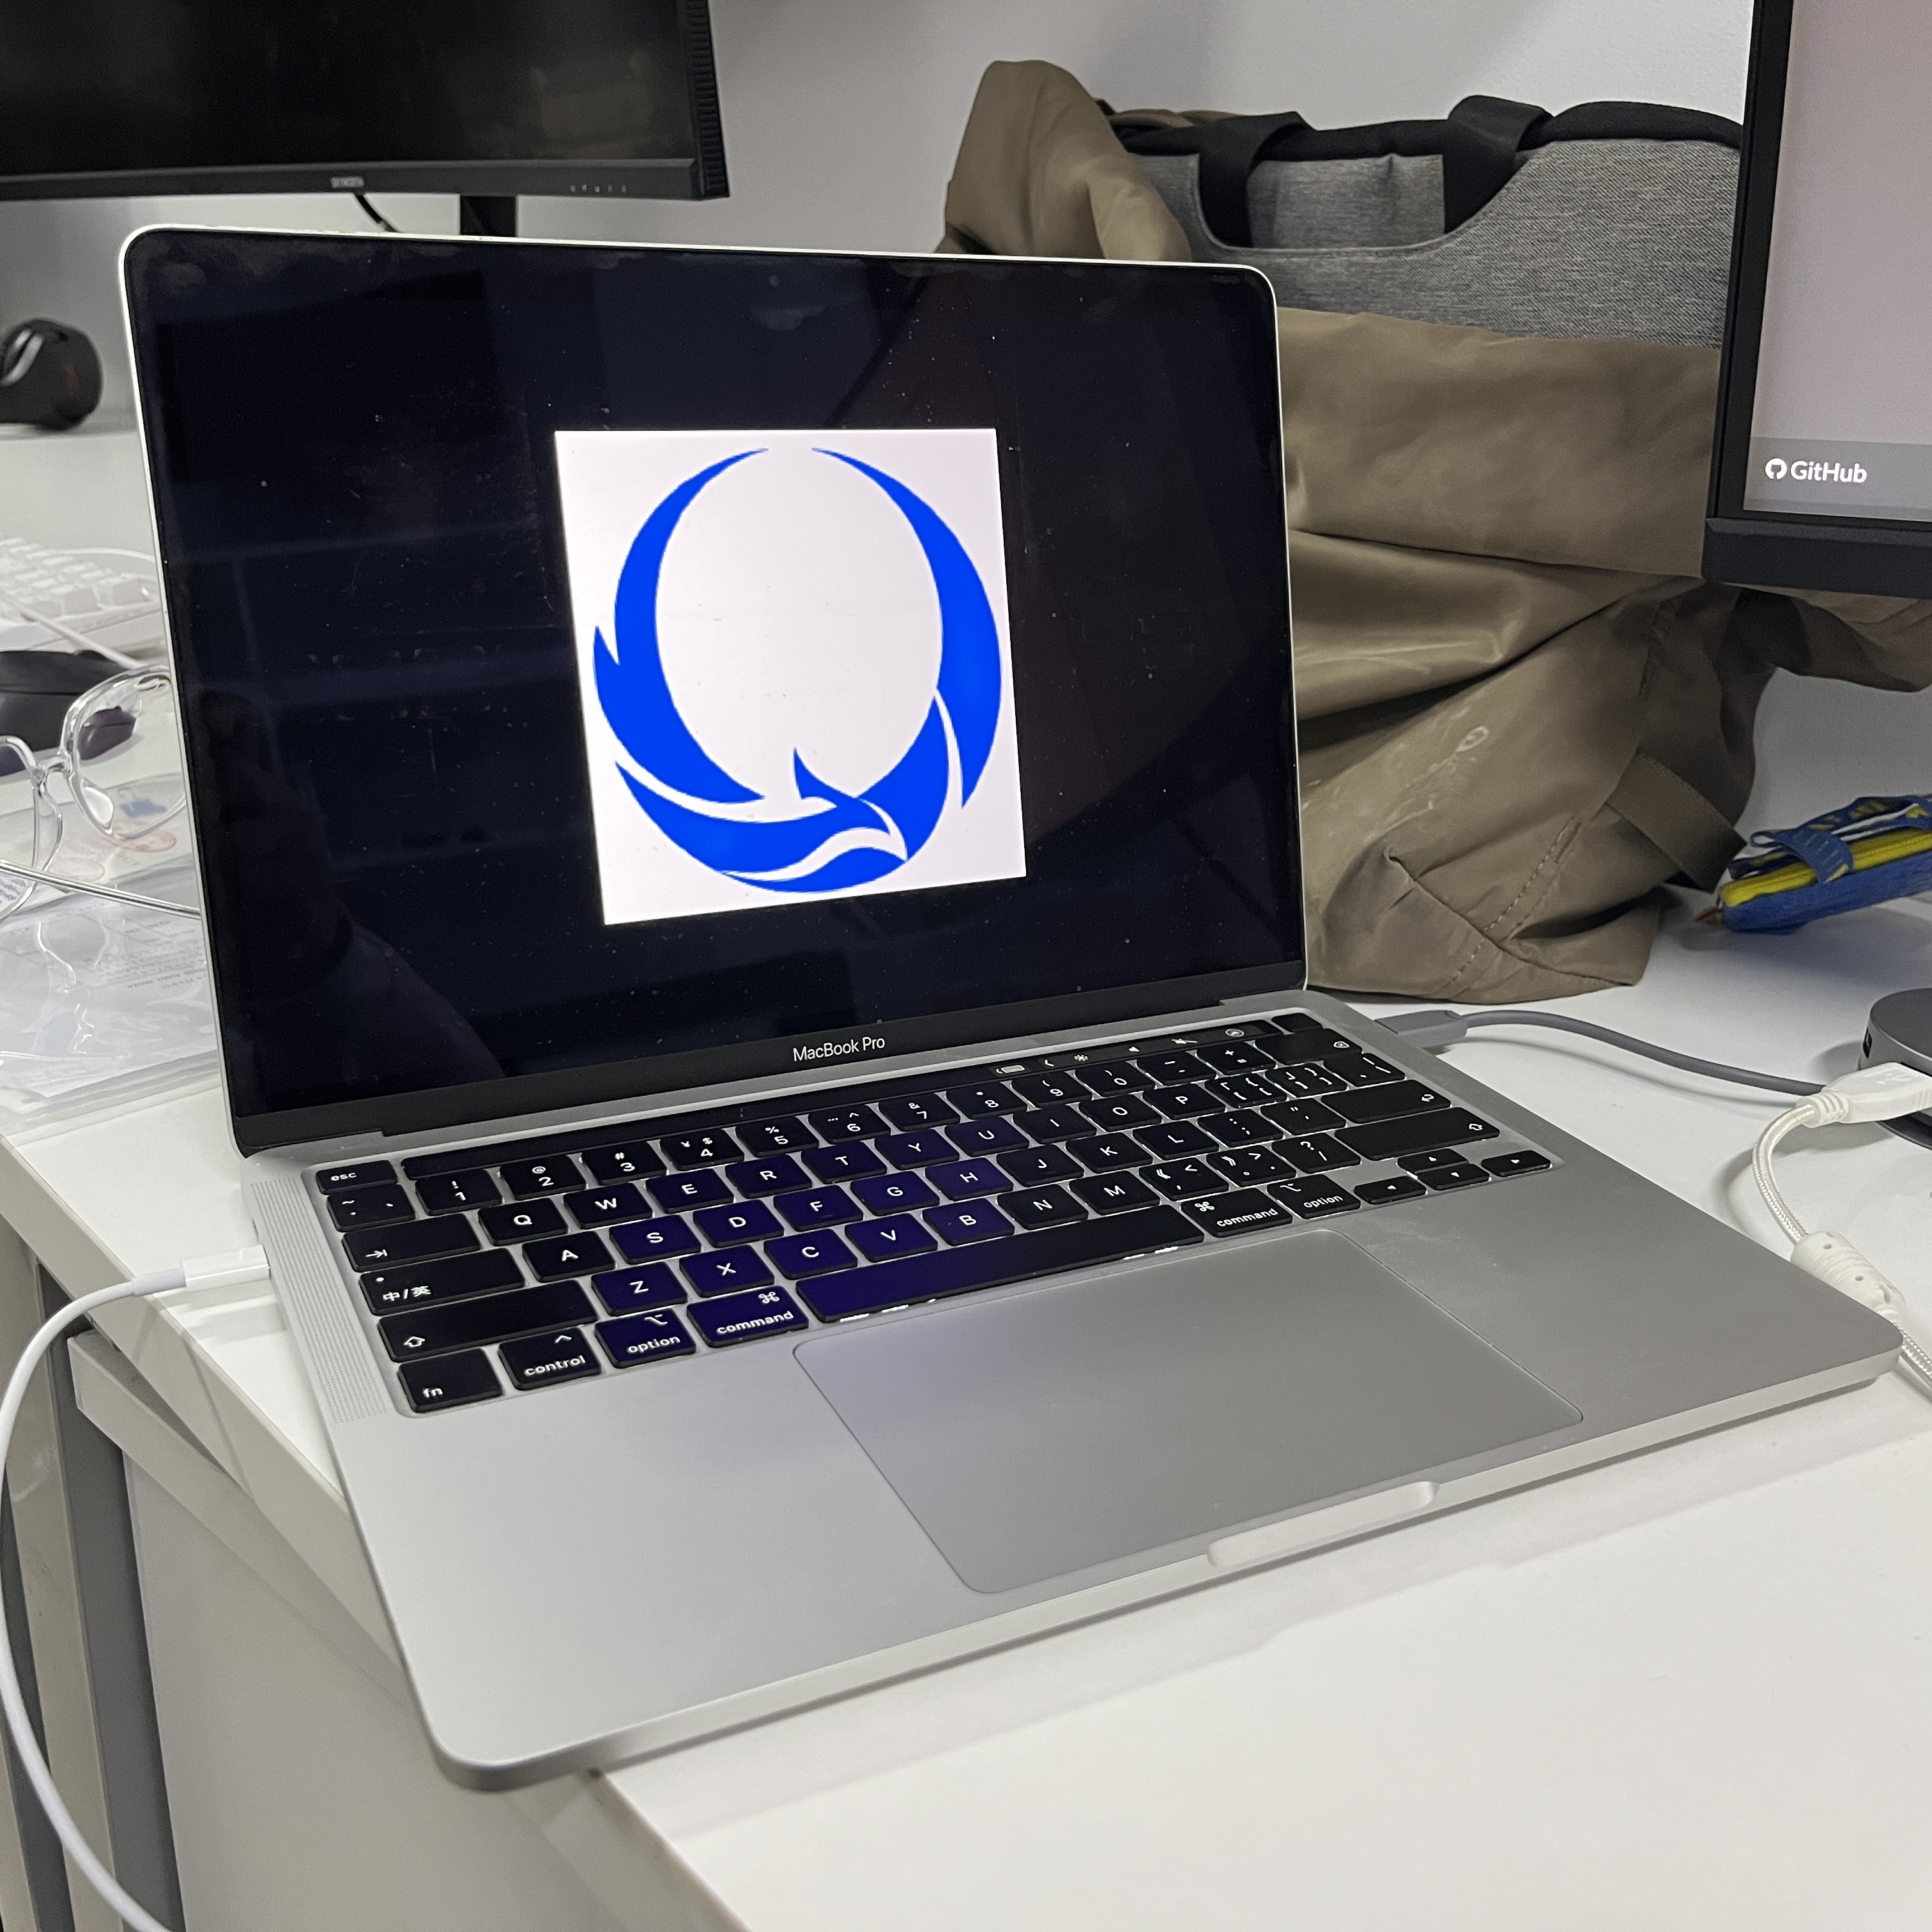 GitHub
MacBook Pro
esc
~ `
! 1
@ 2
# 3
¥ $ 4
% 5
… ^ 6
& 7
* 8
( 9
) 0
— - 
+ =
Q W E R T Y U I O P
中/英
A S D F G H J K L
Z X C V B N M
fn control option command
command option